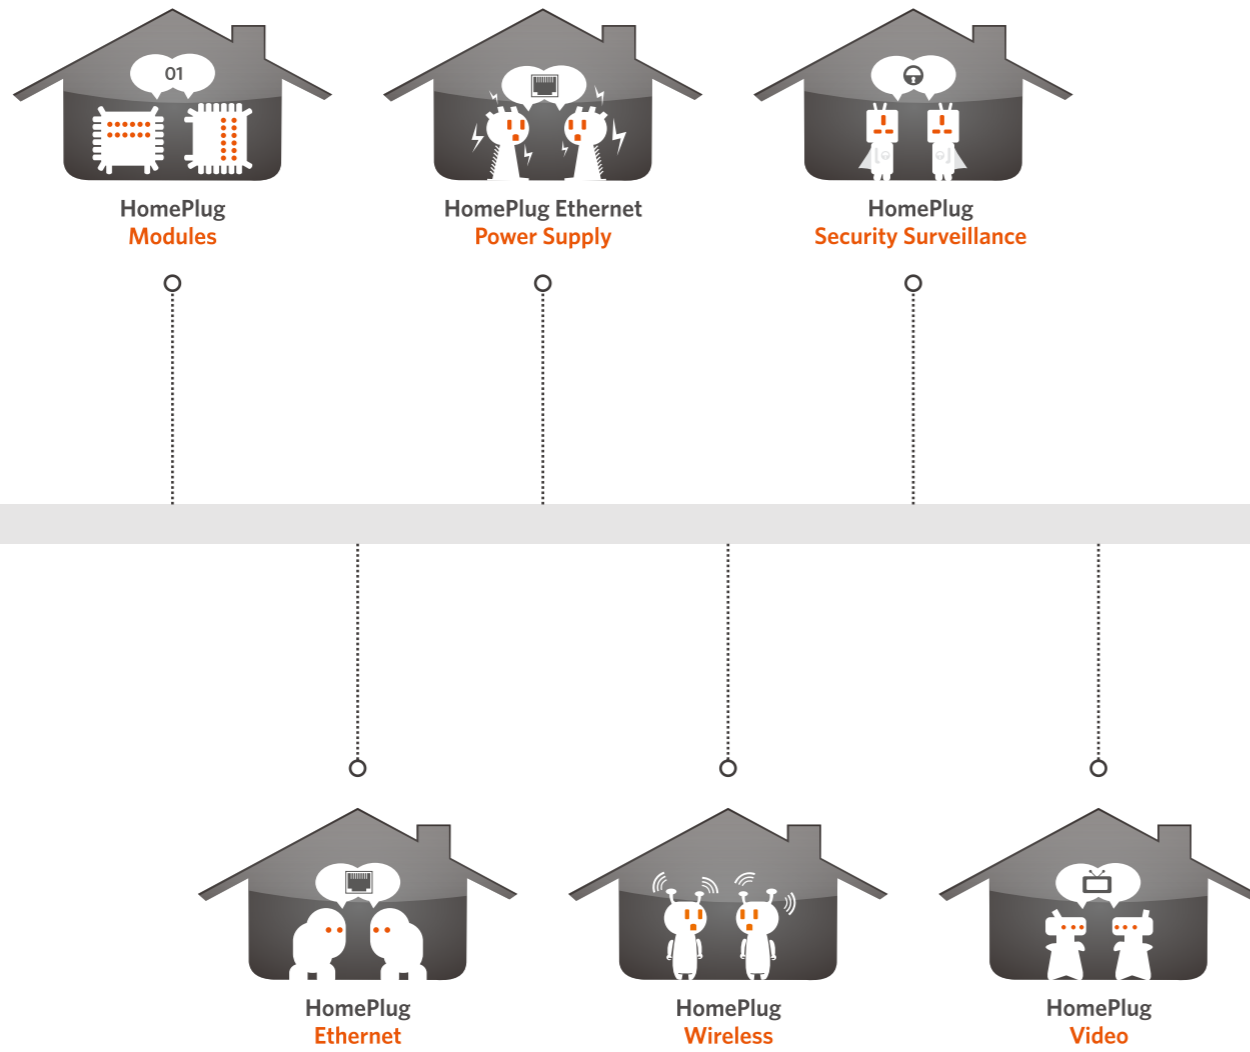 01
HomePlug
Modules
HomePlug Ethernet
Power Supply
HomePlug
Security Surveillance
HomePlug
Ethernet
HomePlug
Wireless
HomePlug
Video